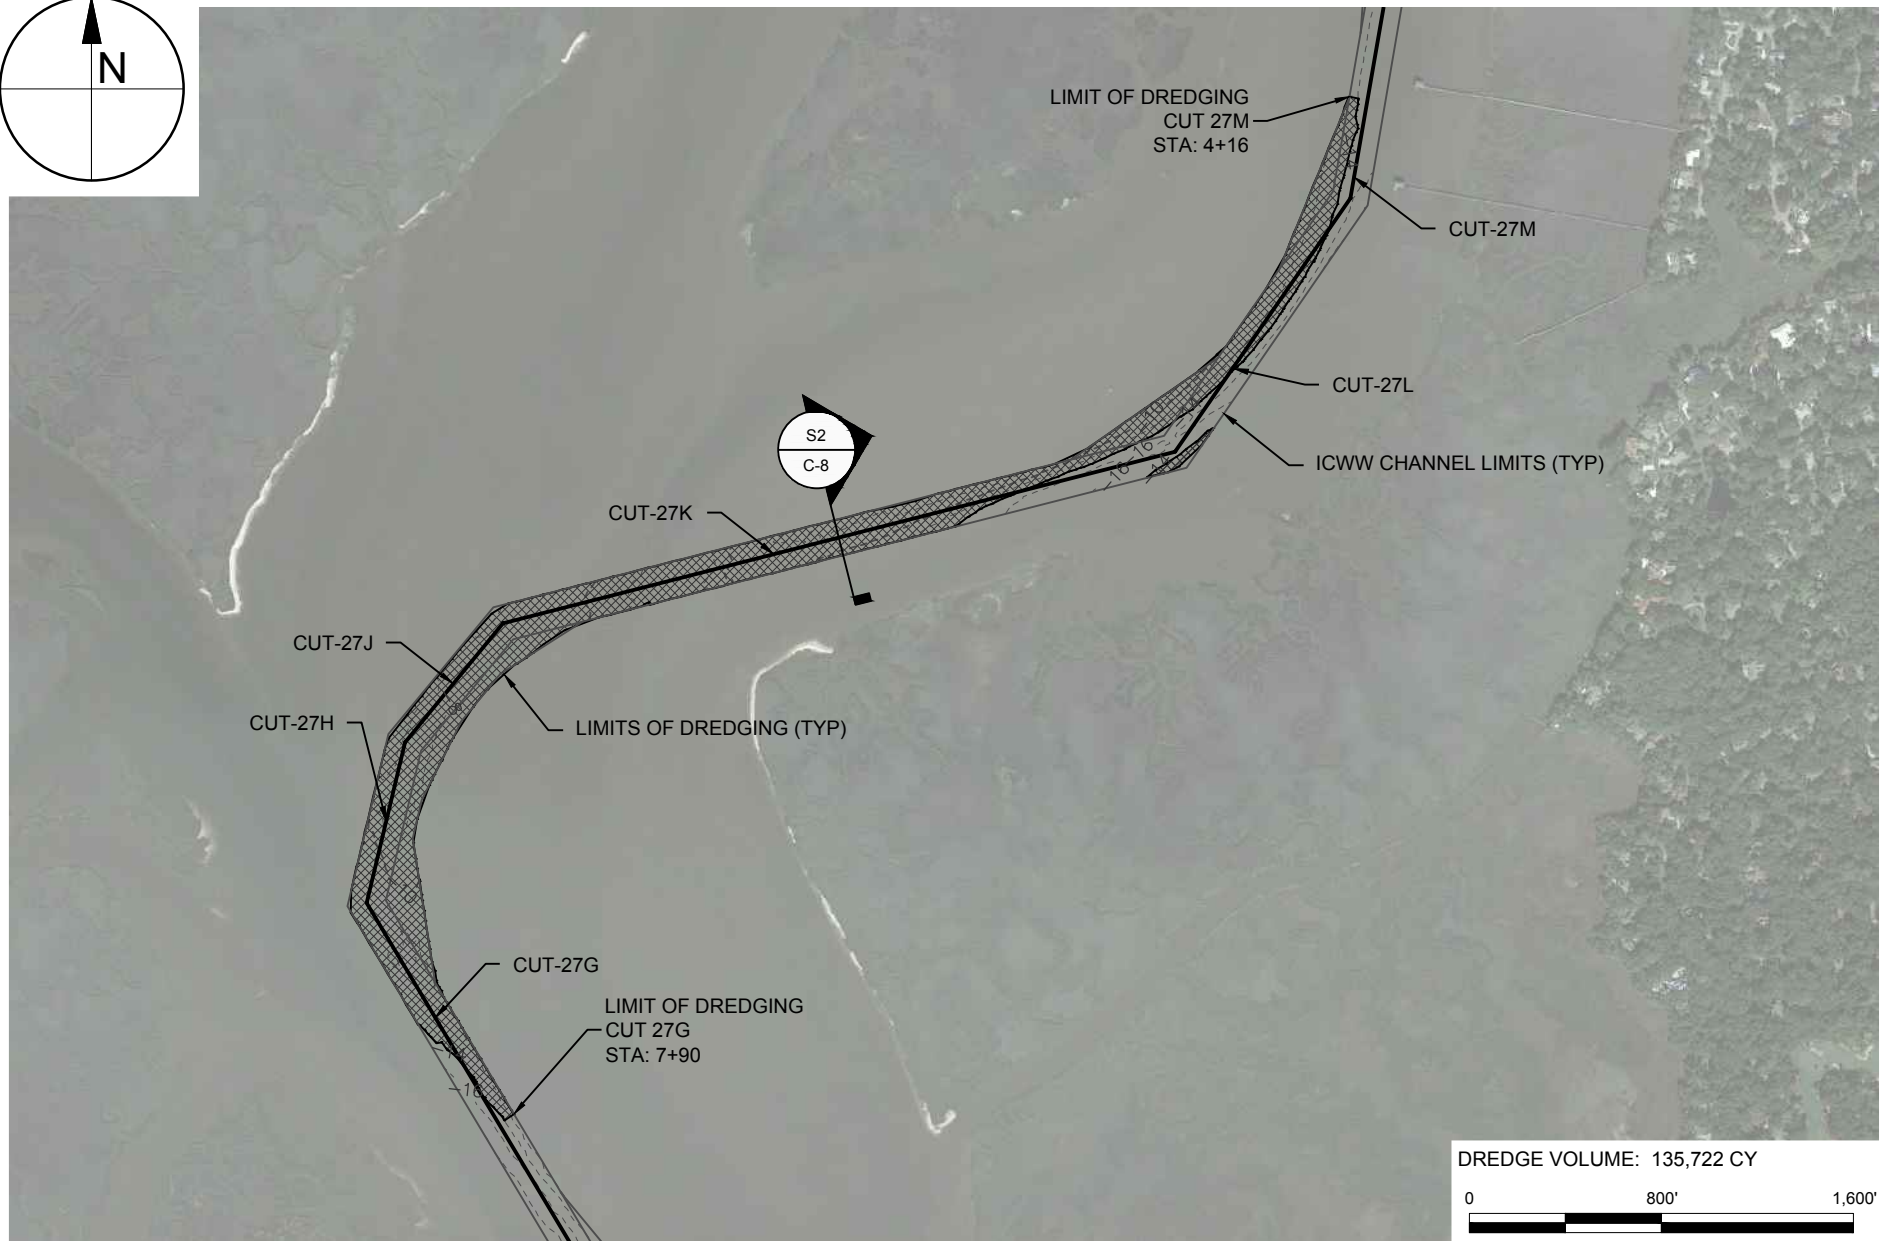 N
LIMIT OF DREDGING
CUT 27M
STA: 4+16
CUT-27M
CUT-27L
ICWW CHANNEL LIMITS (TYP)
S2
C-8
CUT-27K
CUT-27J
CUT-27H
LIMITS OF DREDGING (TYP)
CUT-27G
LIMIT OF DREDGING
CUT 27G
STA: 7+90
DREDGE VOLUME: 135,722 CY
0 800' 1,600'